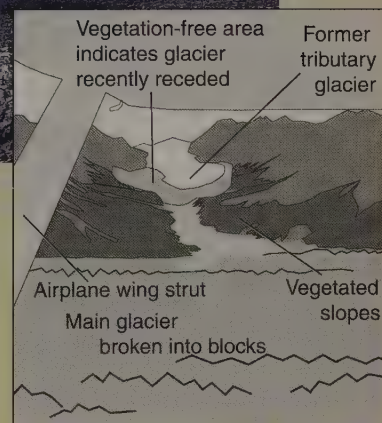 Vegetation-free area
indicates glacier
recently receded
Former
tributary
glacier
Airplane wing strut
Vegetated
slopes
Main glacier
broken into blocks